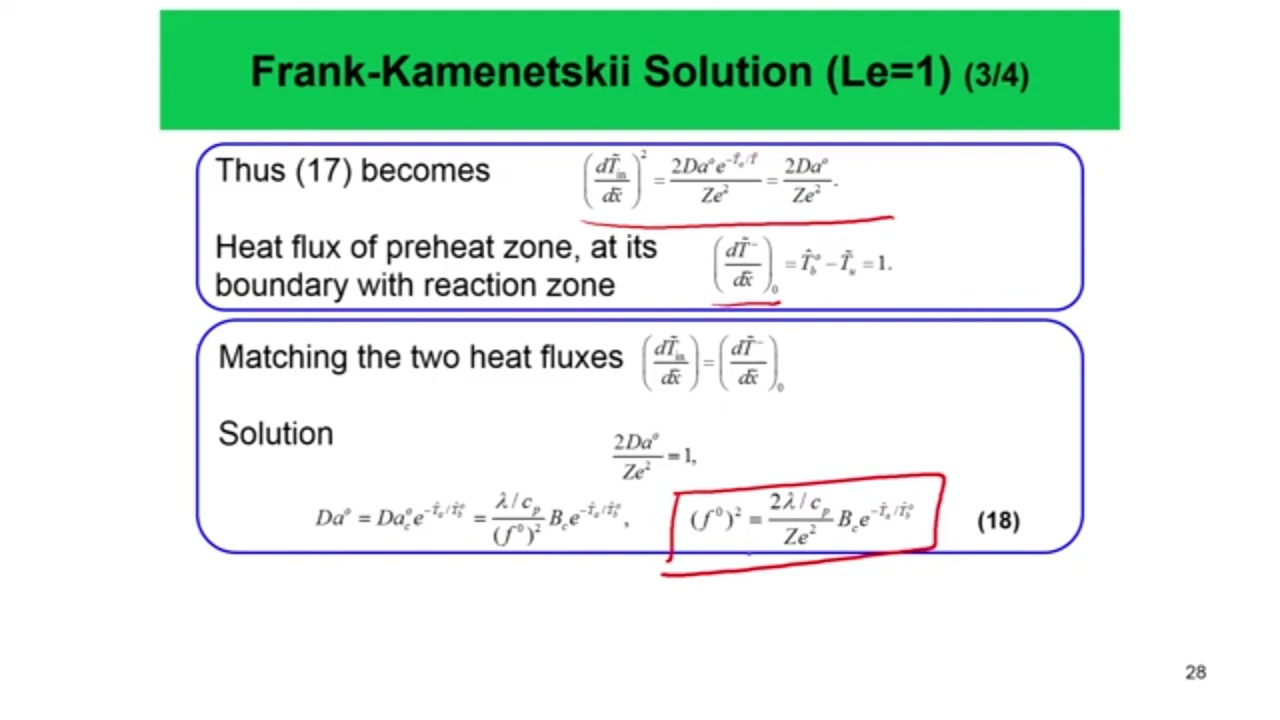 Frank-Kamenetskii Solution (Le=1) (3/4)
Thus (17) becomes (dT̃in/dx̃)² = 2Da°e^(-T̃a/T̃)/Ze² = 2Da°/Ze².
Heat flux of preheat zone, at its
boundary with reaction zone (dT̃⁻/dx̃)₀ = T̃b° − T̃u = 1.
Matching the two heat fluxes (dT̃in/dx̃) = (dT̃⁻/dx̃)₀
Solution
2Da°/Ze² = 1,
Da° = Dac°e^(-T̃a/T̃b°) = (λ/cp)/(f⁰)² Bc e^(-T̃a/T̃b°), (f⁰)² = (2λ/cp)/Ze² Bc e^(-T̃a/T̃b°) (18)
28